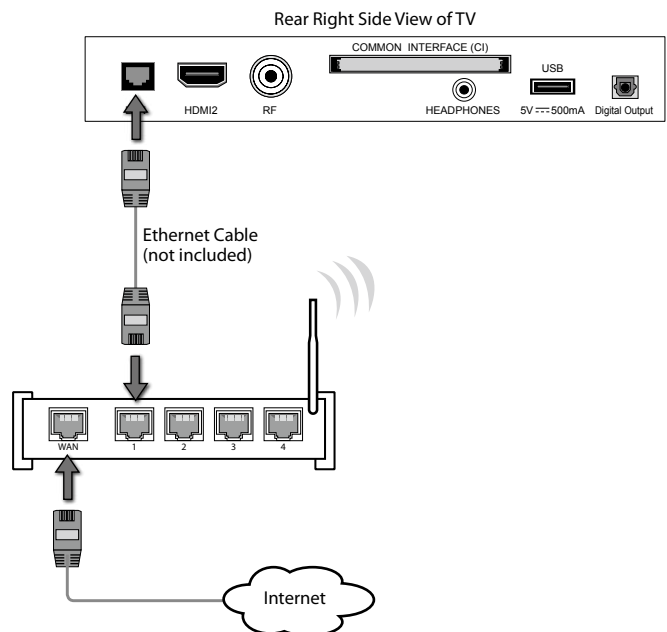 Rear Right Side View of TV
COMMON INTERFACE (CI)
USB
HDMI2
RF
HEADPHONES
5V ⎓ 500mA
Digital Output
Ethernet Cable
(not included)
WAN
1
2
3
4
Internet